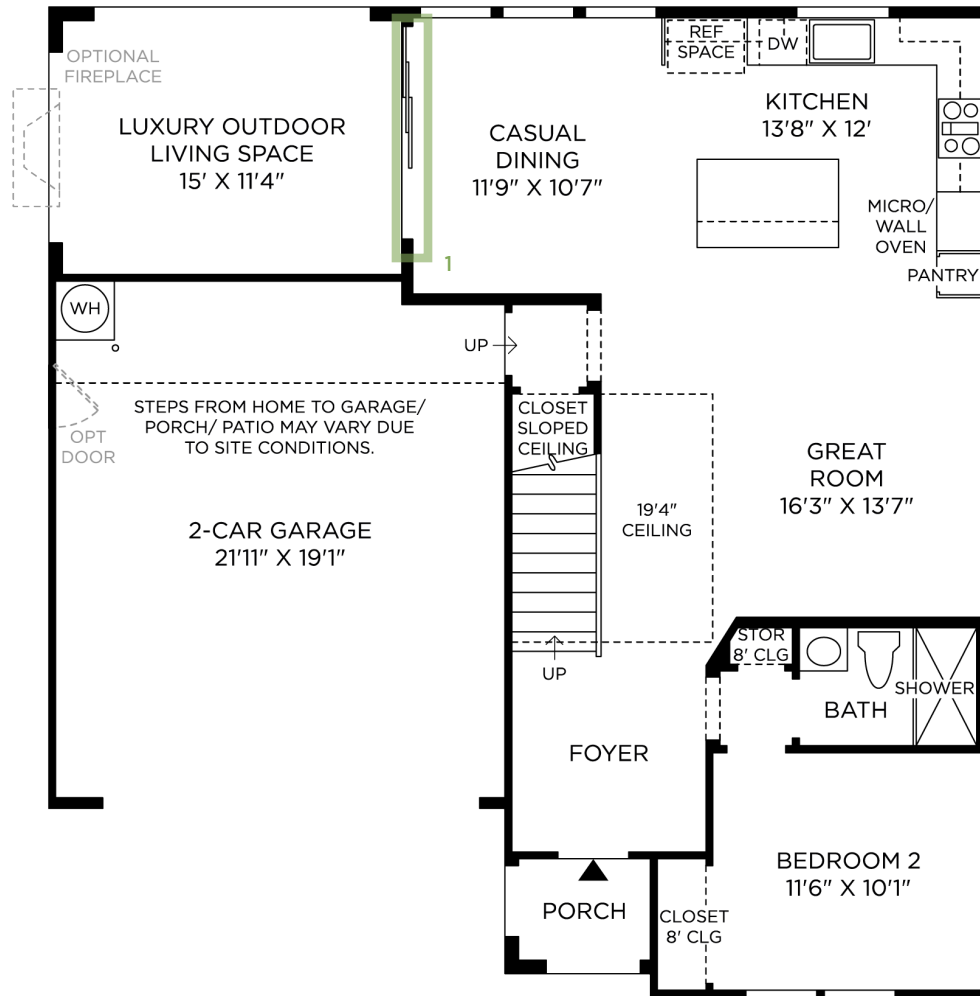 OPTIONAL
FIREPLACE
LUXURY OUTDOOR
LIVING SPACE
15' X 11'4"
CASUAL
DINING
11'9" X 10'7"
REF
SPACE
DW
KITCHEN
13'8" X 12'
MICRO/
WALL
OVEN
PANTRY
1
WH
UP
STEPS FROM HOME TO GARAGE/
PORCH/ PATIO MAY VARY DUE
TO SITE CONDITIONS.
OPT
DOOR
CLOSET
SLOPED
CEILING
2-CAR GARAGE
21'11" X 19'1"
19'4"
CEILING
GREAT
ROOM
16'3" X 13'7"
UP
STOR
8' CLG
SHOWER
BATH
FOYER
BEDROOM 2
11'6" X 10'1"
PORCH
CLOSET
8' CLG